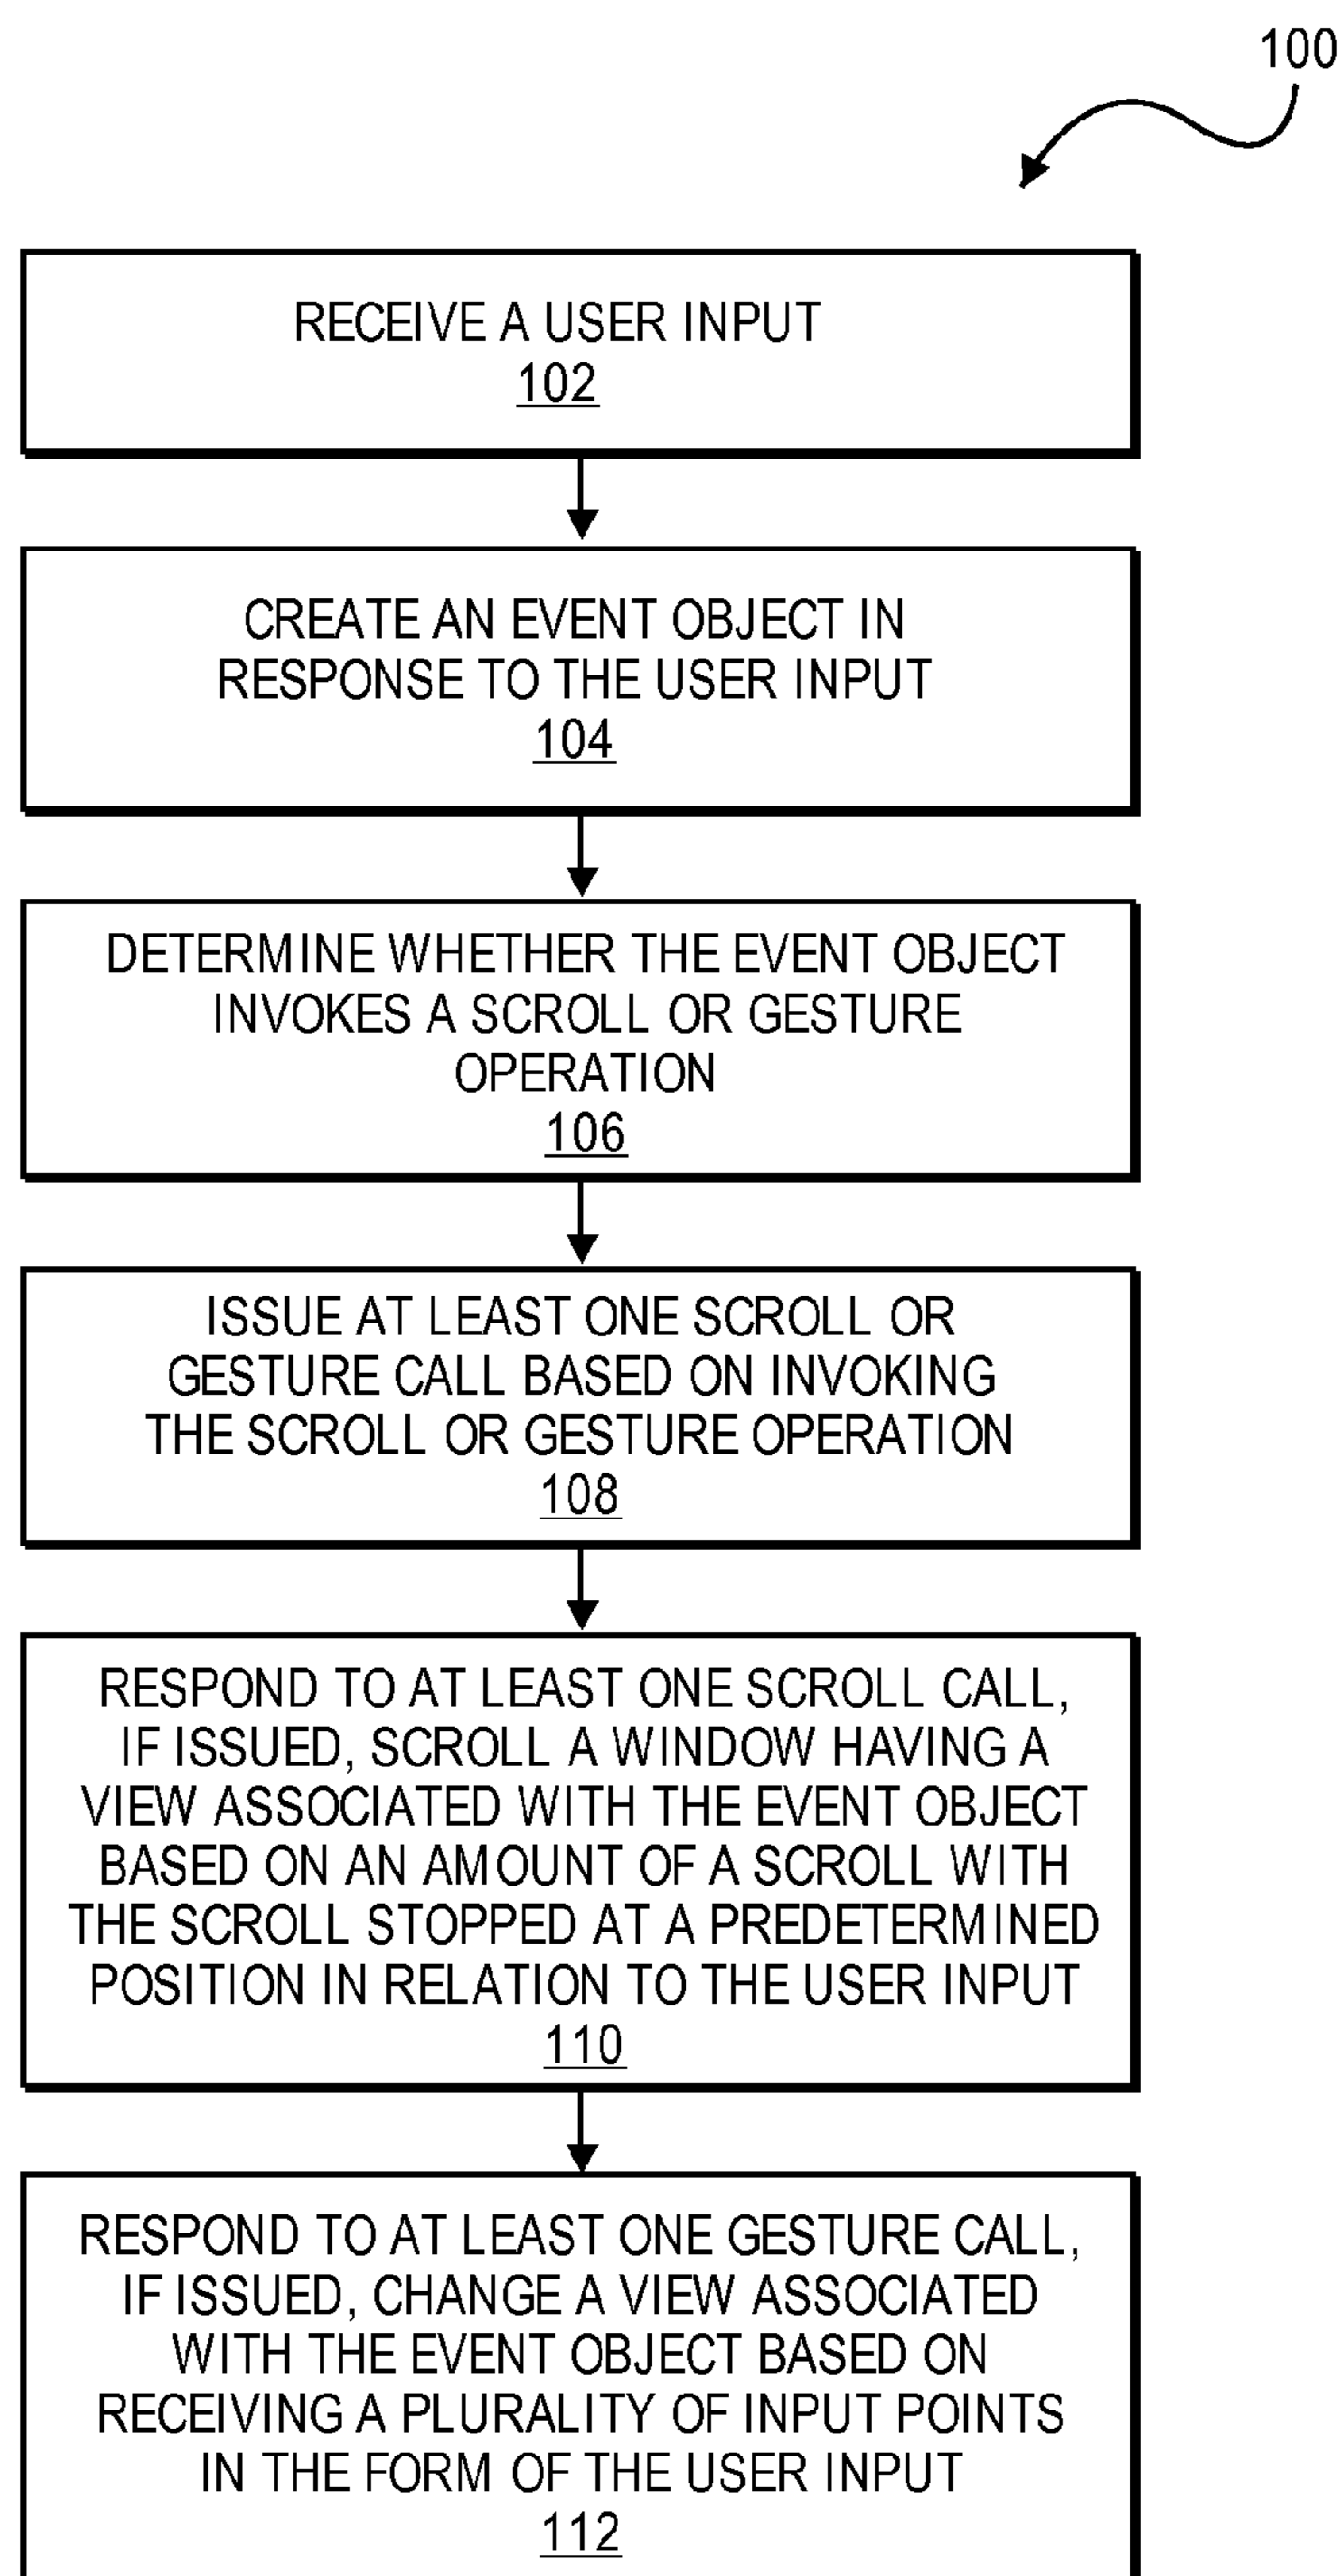 100
RECEIVE A USER INPUT
102
CREATE AN EVENT OBJECT IN
RESPONSE TO THE USER INPUT
104
DETERMINE WHETHER THE EVENT OBJECT
INVOKES A SCROLL OR GESTURE
OPERATION
106
ISSUE AT LEAST ONE SCROLL OR
GESTURE CALL BASED ON INVOKING
THE SCROLL OR GESTURE OPERATION
108
RESPOND TO AT LEAST ONE SCROLL CALL,
IF ISSUED, SCROLL A WINDOW HAVING A
VIEW ASSOCIATED WITH THE EVENT OBJECT
BASED ON AN AMOUNT OF A SCROLL WITH
THE SCROLL STOPPED AT A PREDETERMINED
POSITION IN RELATION TO THE USER INPUT
110
RESPOND TO AT LEAST ONE GESTURE CALL,
IF ISSUED, CHANGE A VIEW ASSOCIATED
WITH THE EVENT OBJECT BASED ON
RECEIVING A PLURALITY OF INPUT POINTS
IN THE FORM OF THE USER INPUT
112